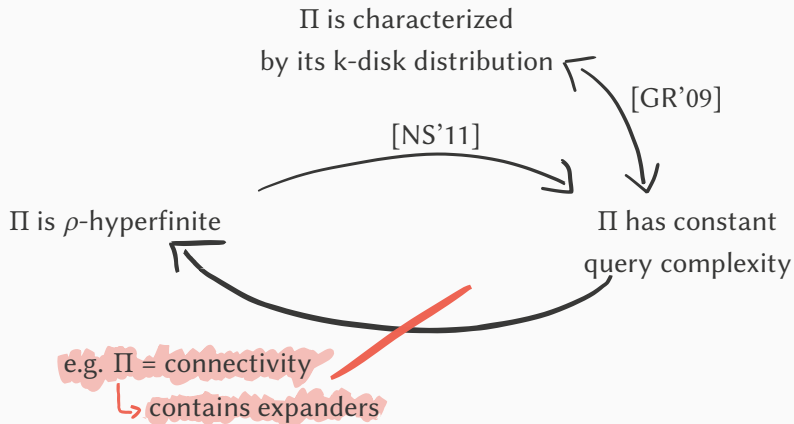 Π is characterized
by its k-disk distribution
[GR’09]
[NS’11]
Π is ρ-hyperfinite
Π has constant
query complexity
e.g. Π = connectivity
contains expanders